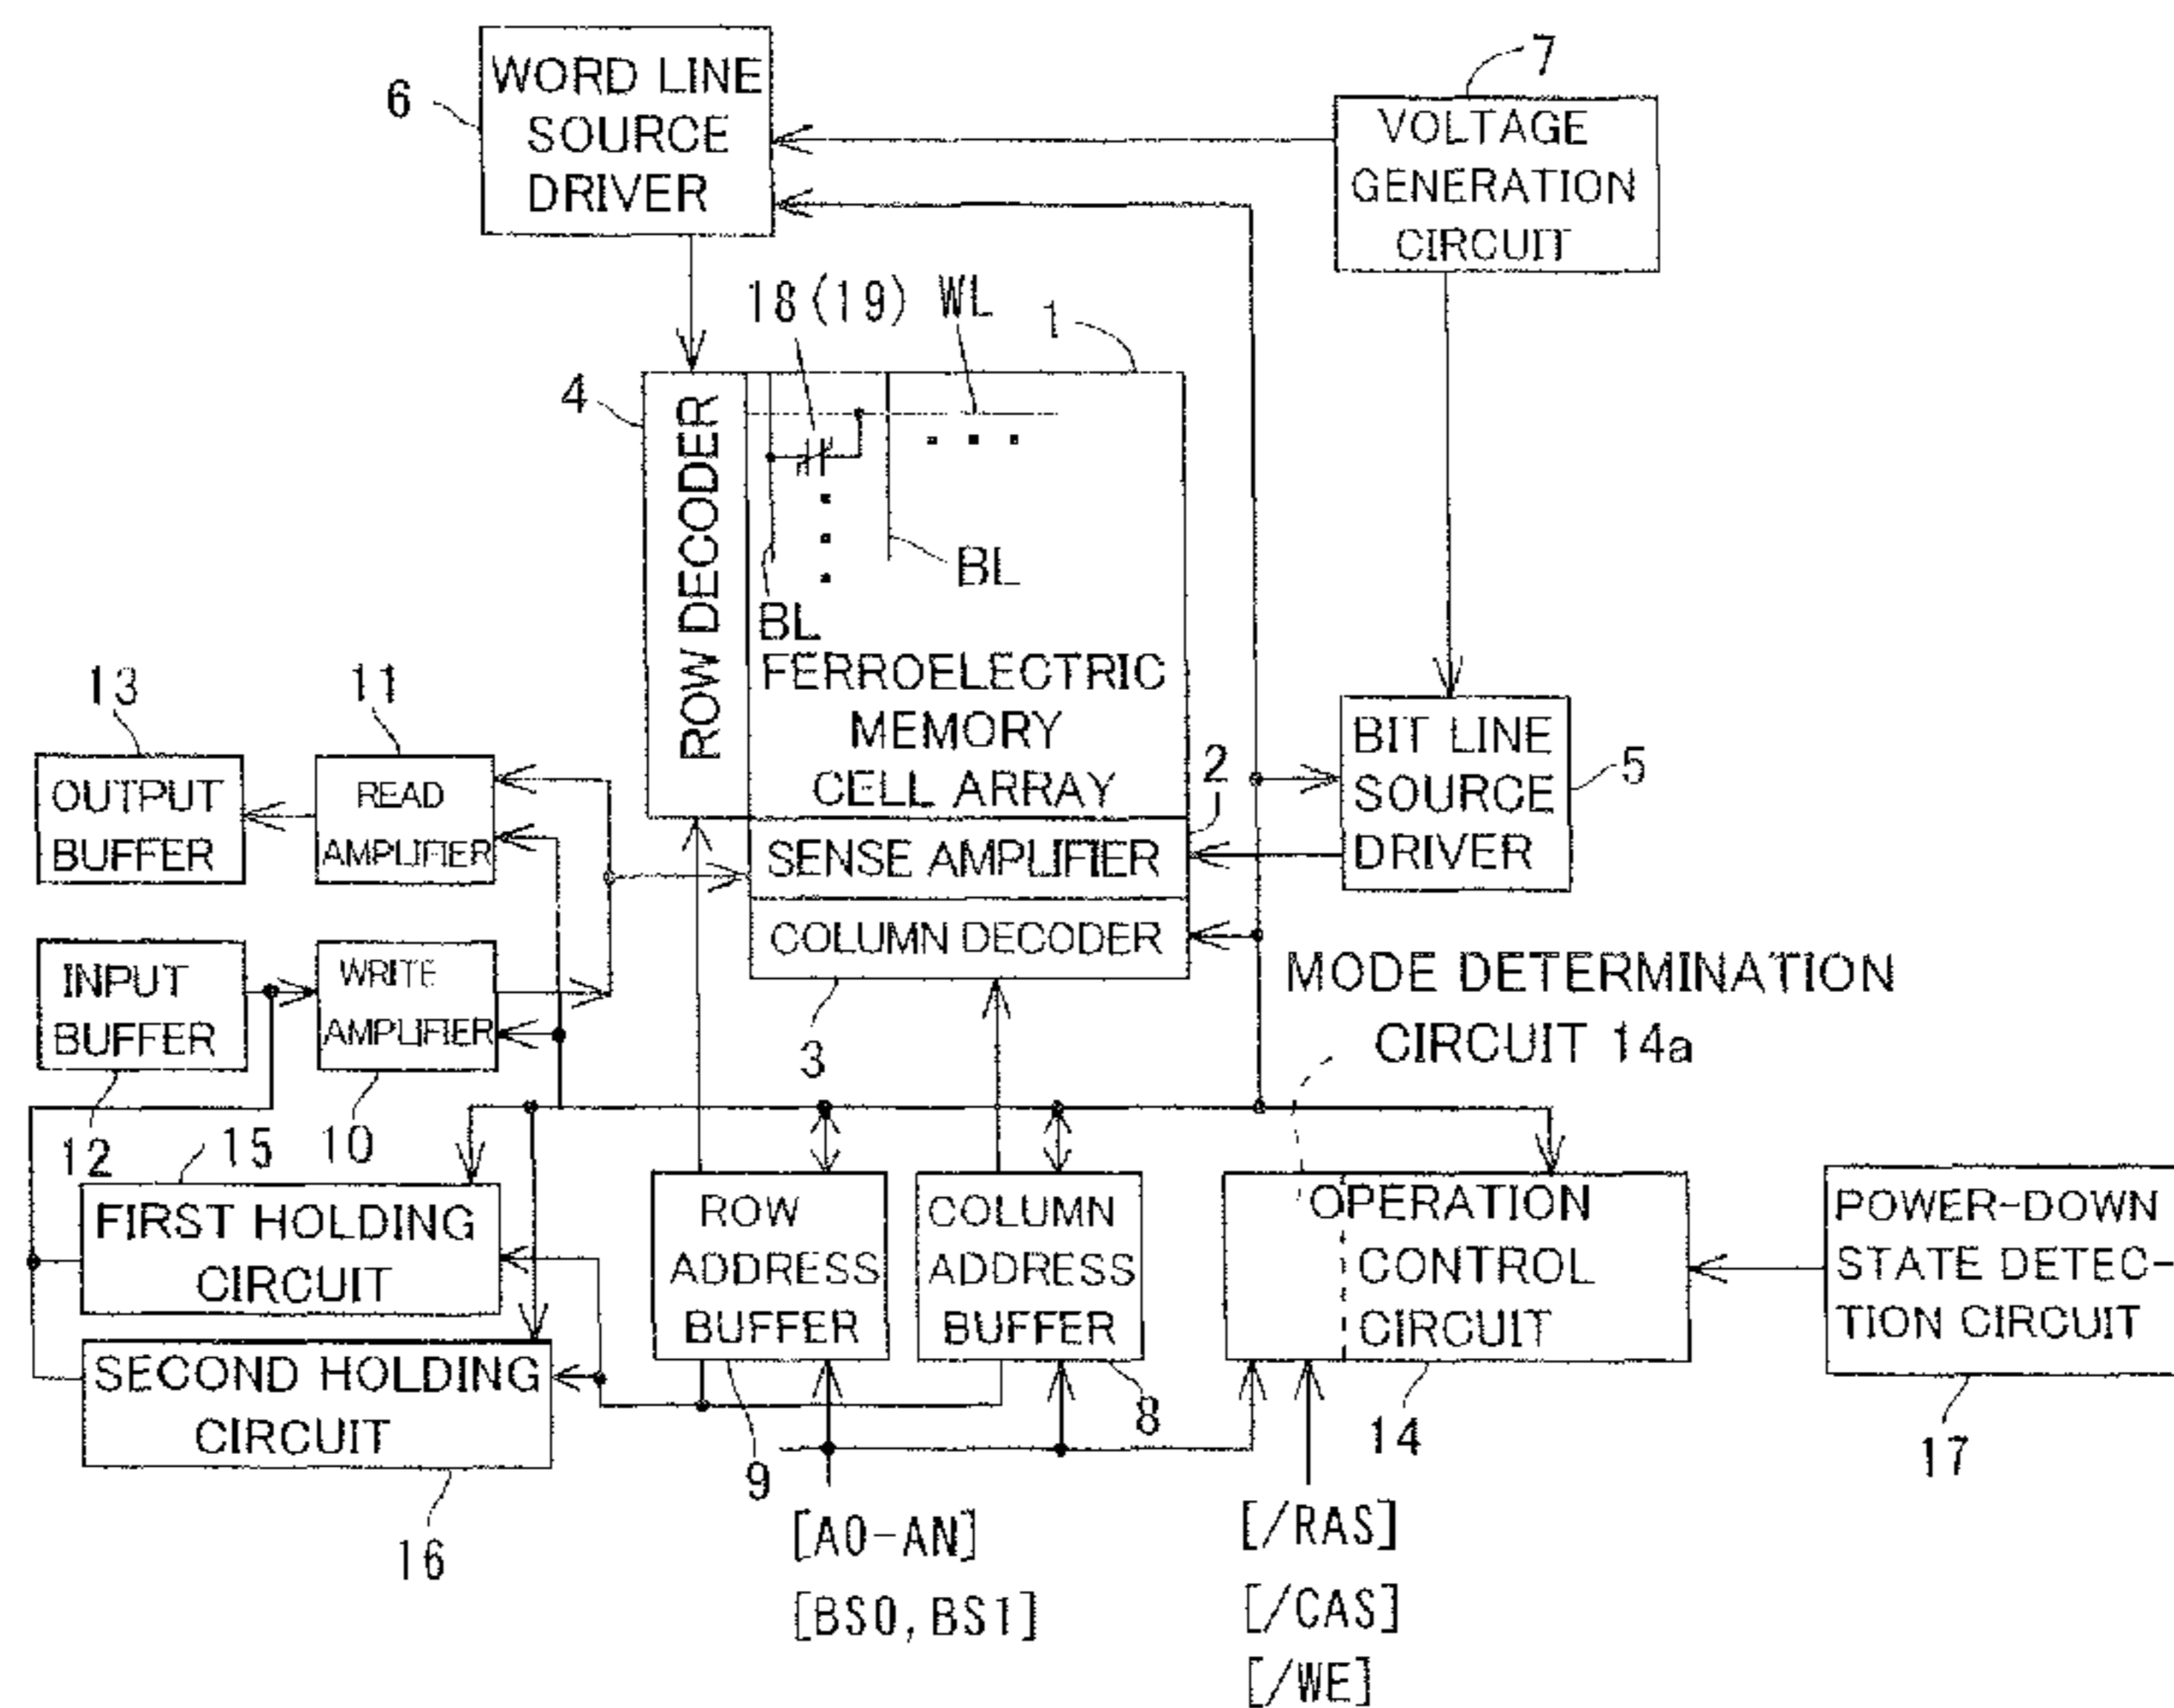 6
WORD LINE
SOURCE
DRIVER
7
VOLTAGE
GENERATION
CIRCUIT
18(19) WL
1
4
ROW DECODER
BL
BL
FERROELECTRIC
MEMORY
CELL ARRAY
2
SENSE AMPLIFIER
COLUMN DECODER
3
BIT LINE
SOURCE
DRIVER
5
13
OUTPUT
BUFFER
11
READ
AMPLIFIER
INPUT
BUFFER
12
WRITE
AMPLIFIER
10
MODE DETERMINATION
CIRCUIT 14a
15
FIRST HOLDING
CIRCUIT
SECOND HOLDING
CIRCUIT
16
ROW
ADDRESS
BUFFER
9
COLUMN
ADDRESS
BUFFER
8
OPERATION
CONTROL
CIRCUIT
14
POWER-DOWN
STATE DETEC-
TION CIRCUIT
17
[A0-AN]
[BS0,BS1]
[/RAS]
[/CAS]
[/WE]